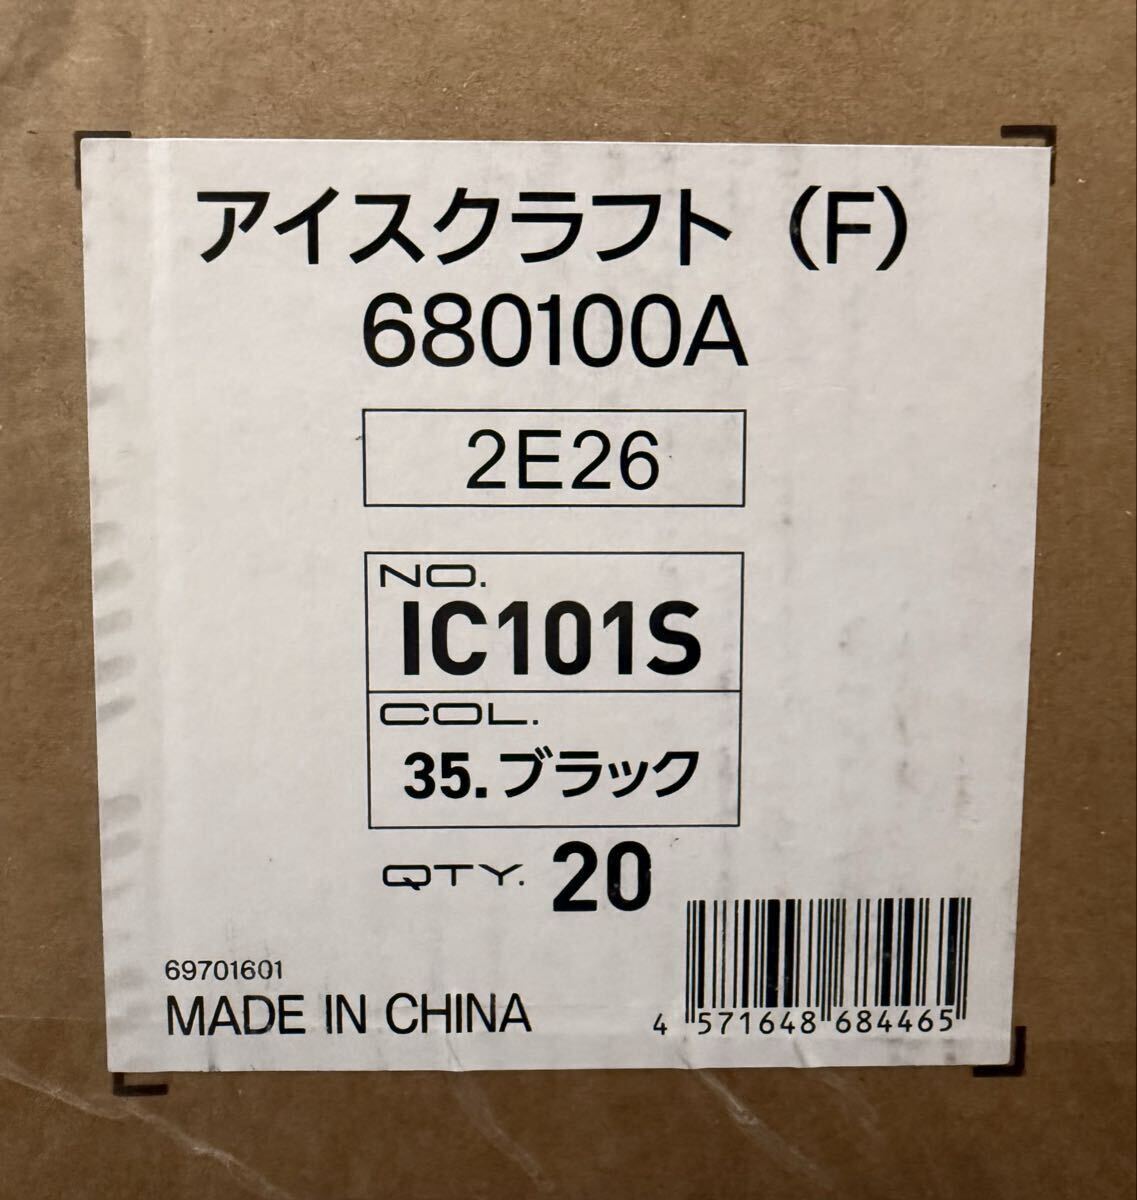 アイスクラフト（F）
680100A
2E26
NO.
IC101S
COL.
35.ブラック
QTY. 20
69701601
MADE IN CHINA
4 571648 684465